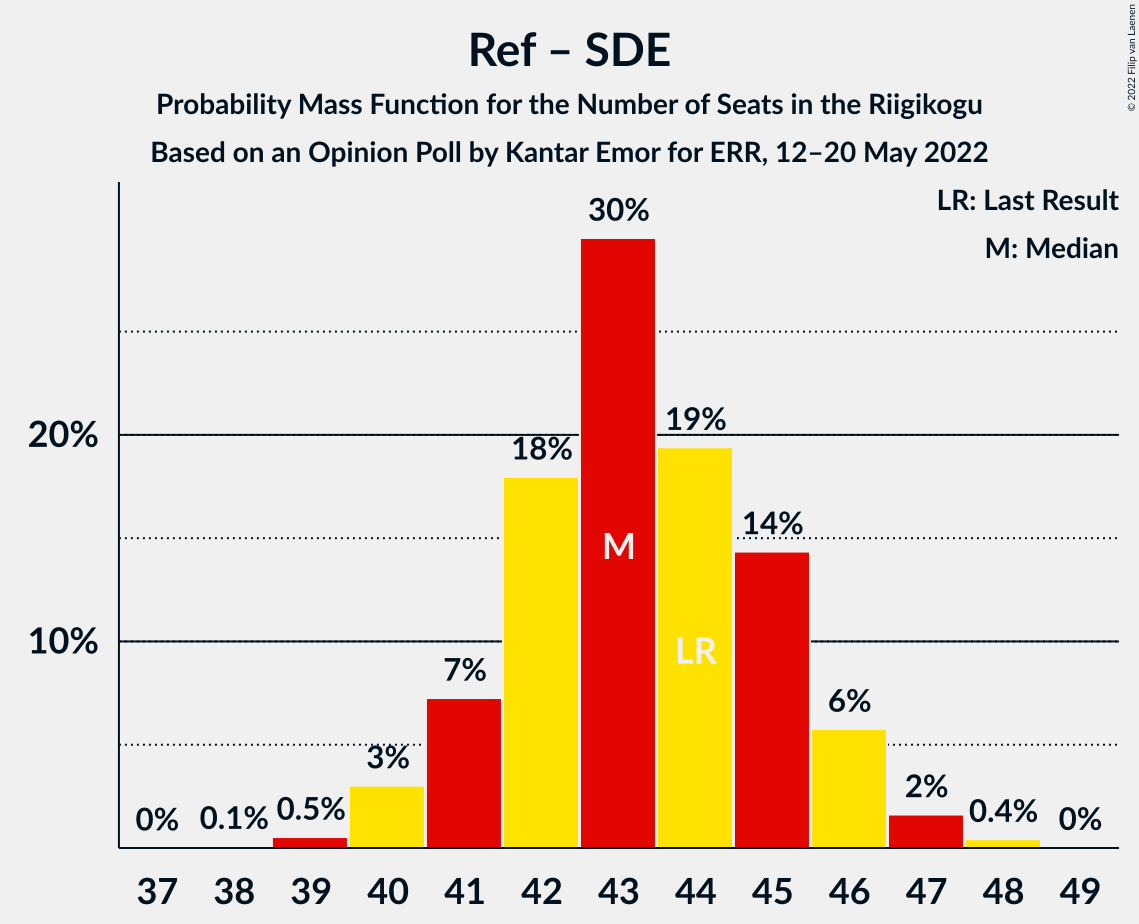 Ref – SDE
Probability Mass Function for the Number of Seats in the Riigikogu
Based on an Opinion Poll by Kantar Emor for ERR, 12–20 May 2022
© 2022 Filip van Laenen
LR: Last Result
M: Median
20%
10%
0%
0.1%
0.5%
3%
7%
18%
30%
19%
14%
6%
2%
0.4%
0%
M
LR
37 38 39 40 41 42 43 44 45 46 47 48 49